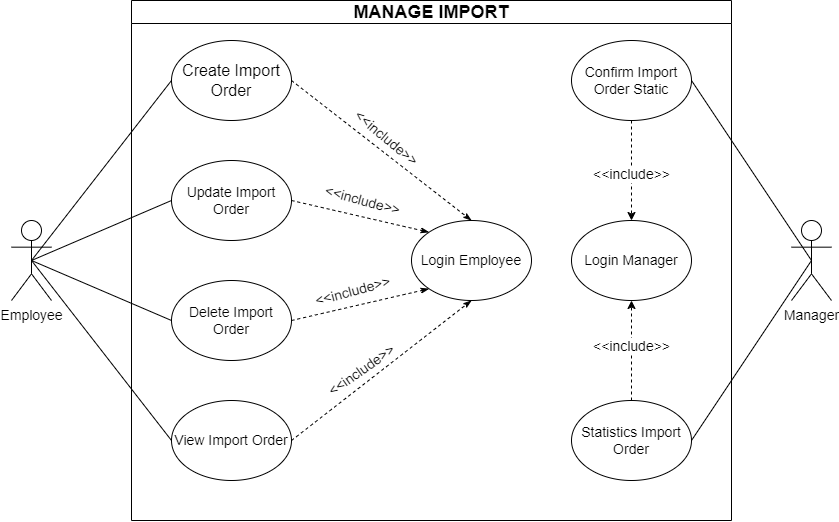 MANAGE IMPORT
Create Import
Order
Confirm Import
Order Static
<<include>>
<<include>>
Update Import
Order
<<include>>
Login Employee
Login Manager
Employee
Manager
Delete Import
Order
<<include>>
<<include>>
<<include>>
View Import Order
Statistics Import
Order